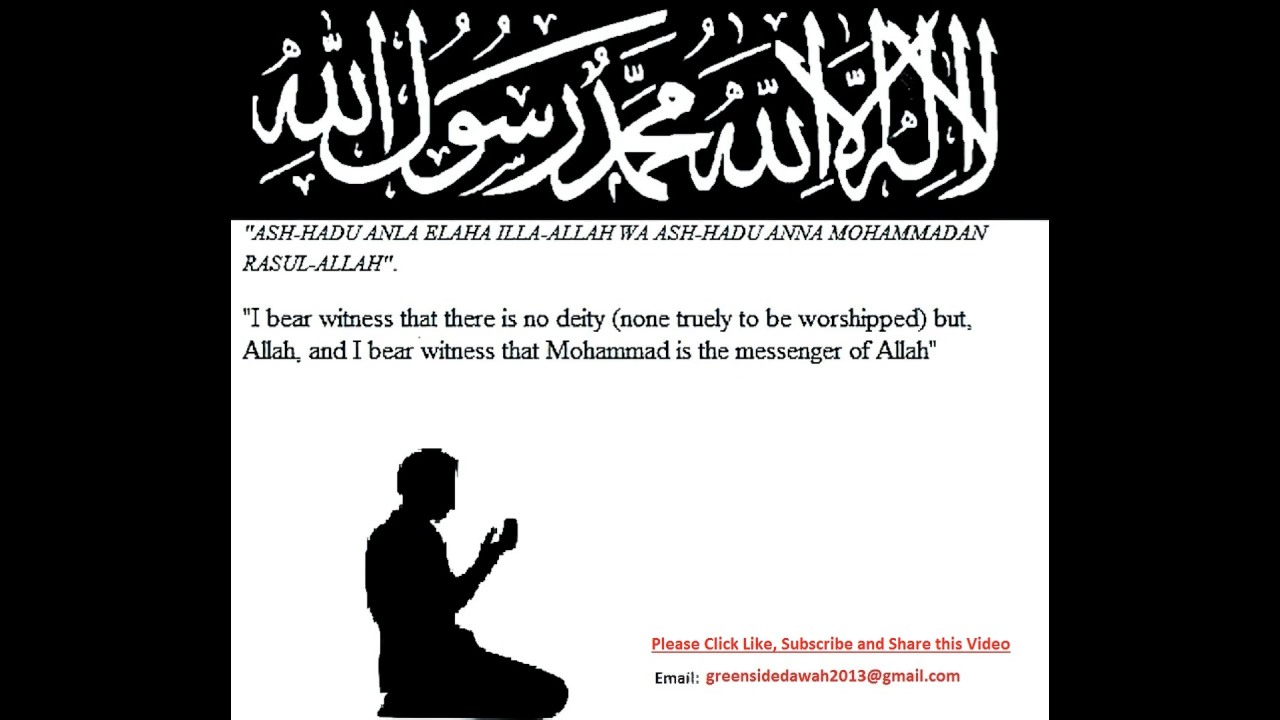 لا إله إلا الله محمد رسول الله
"ASH-HADU ANLA ELAHA ILLA-ALLAH WA ASH-HADU ANNA MOHAMMADAN
RASUL-ALLAH".
"I bear witness that there is no deity (none truely to be worshipped) but,
Allah, and I bear witness that Mohammad is the messenger of Allah"
Please Click Like, Subscribe and Share this Video
Email: greensidedawah2013@gmail.com